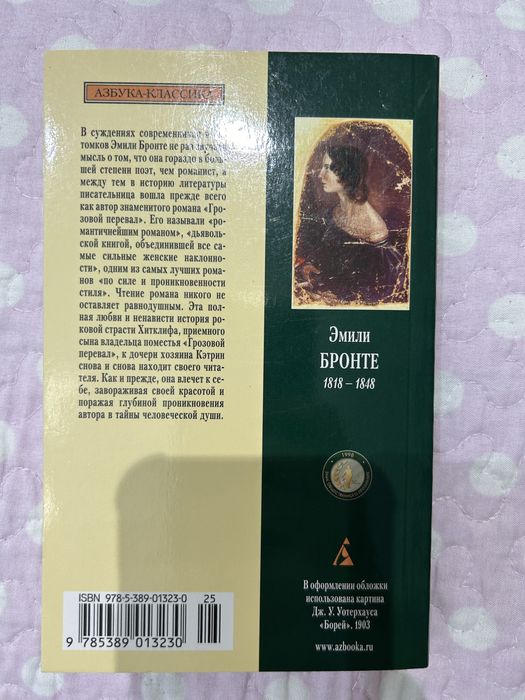 АЗБУКА-КЛАССИКА
В суждениях современников и по-
томков Эмили Бронте не раз
мысль о том, что она гораздо в боль-
шей степени поэт, чем романист, а
между тем в историю литературы
писательница вошла прежде всего
как автор знаменитого романа «Гро-
зовой перевал». Его называли «ро-
мантичнейшим романом», «дьяволь-
ской книгой, объединившей все са-
мые сильные женские наклонно-
сти», одним из самых лучших рома-
нов «по силе и проникновенности
стиля». Чтение романа никого не
оставляет равнодушным. Эта пол-
ная любви и ненависти история ро-
ковой страсти Хитклифа, приемного
сына владельца поместья «Грозовой
перевал», к дочери хозяина Кэтрин
снова и снова находит своего чита-
теля. Как и прежде, она влечет к се-
бе, завораживая своей красотой и
поражая глубиной проникновения
автора в тайны человеческой души.
Эмили
БРОНТЕ
1818 – 1848
1998
В оформлении обложки
использована картина
Дж. У. Уотерхауса
«Борей», 1903
www.azbooka.ru
ISBN 978-5-389-01323-0 25
9 785389 013230